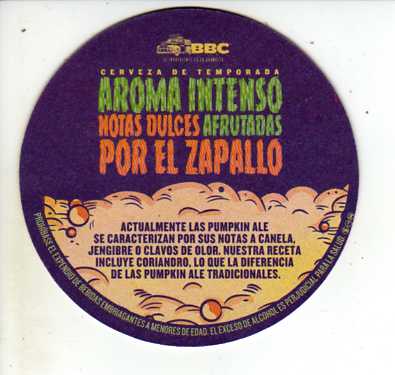 BBC
CERVEZA DE TEMPORADA
AROMA INTENSO
NOTAS DULCES AFRUTADAS
POR EL ZAPALLO
ACTUALMENTE LAS PUMPKIN ALE
SE CARACTERIZAN POR SUS NOTAS A CANELA,
JENGIBRE O CLAVOS DE OLOR. NUESTRA RECETA
INCLUYE CORIANDRO, LO QUE LA DIFERENCIA
DE LAS PUMPKIN ALE TRADICIONALES.
PROHÍBASE EL EXPENDIO DE BEBIDAS EMBRIAGANTES A MENORES DE EDAD. EL EXCESO DE ALCOHOL ES PERJUDICIAL PARA LA SALUD.